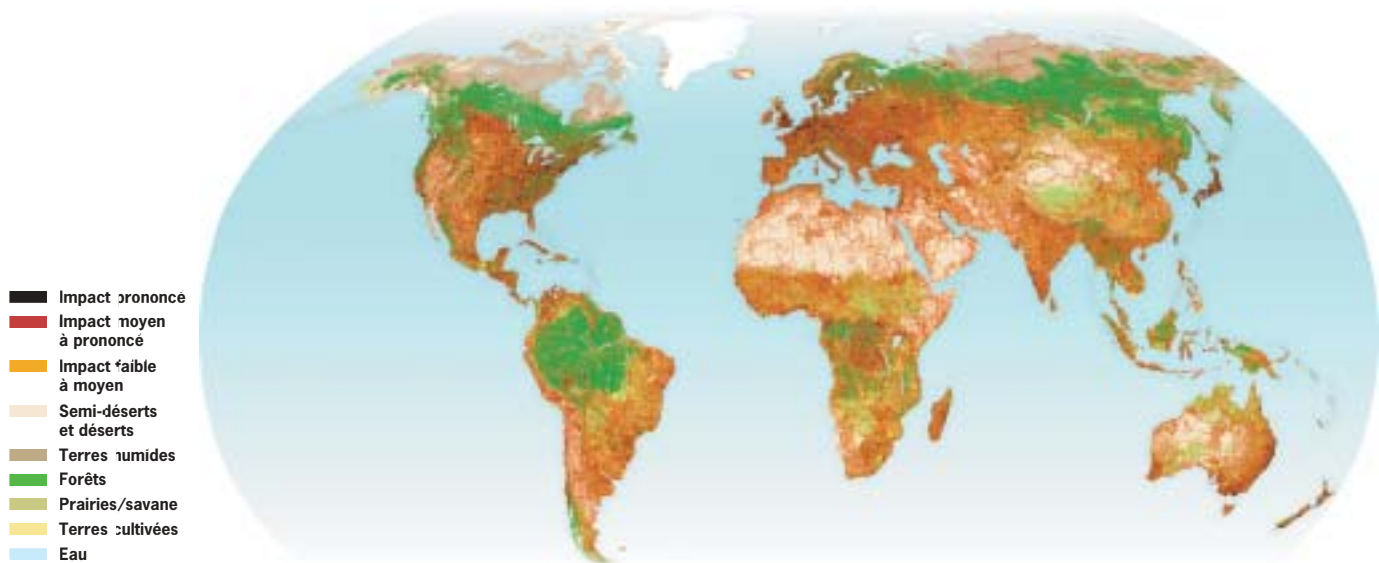 Impact prononcé
Impact moyen
à prononcé
Impact faible
à moyen
Semi-déserts
et déserts
Terres humides
Forêts
Prairies/savane
Terres cultivées
Eau